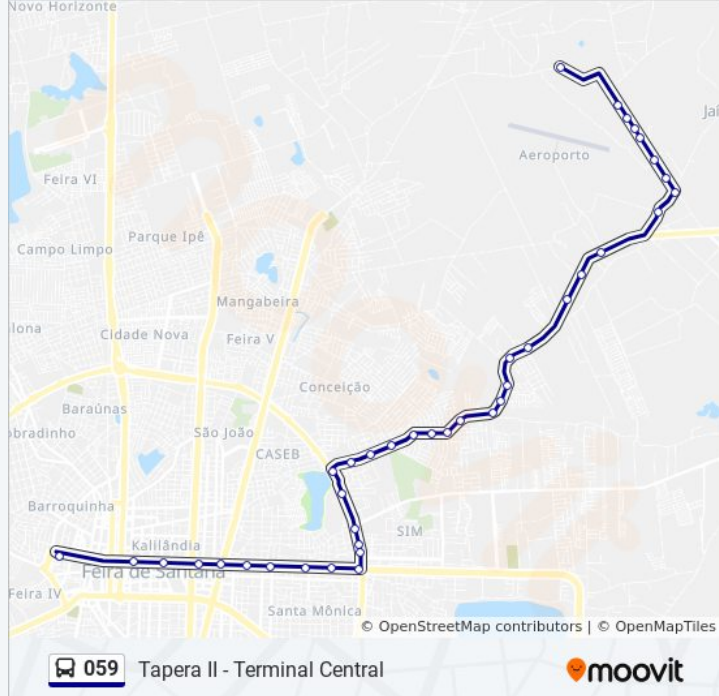 Novo Horizonte
Jaí
Aeroporto
Feira VI
Parque Ipê
Campo Limpo
Mangabeira
lona
Cidade Nova
Feira V
Conceição
Baraúnas
obradinho
São João
CASEB
Barroquinha
SIM
Kalilândia
Feira de Santana
Feira IV
Santa Mônica
© OpenStreetMap contributors | © OpenMapTiles
059 Tapera II - Terminal Central
moovit